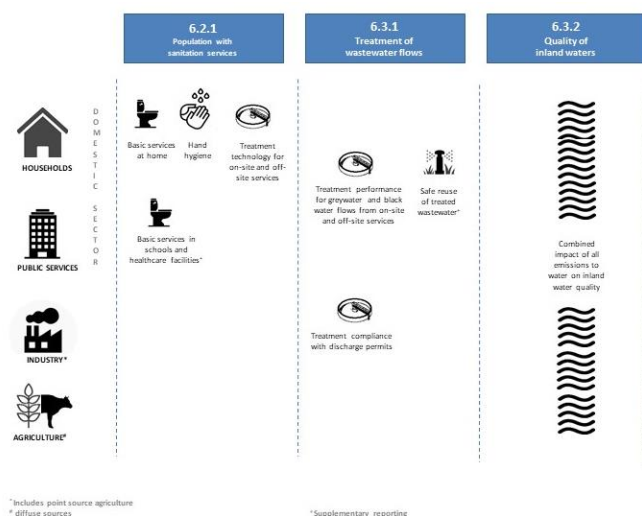 6.2.1
Population with
sanitation services
6.3.1
Treatment of
wastewater flows
6.3.2
Quality of
inland waters
DOMESTIC SECTOR
HOUSEHOLDS
Basic services
at home
Hand
hygiene
Treatment
technology for
on-site and off-
site services
Treatment performance
for greywater and black
water flows from on-site
and off-site services
Safe reuse
of treated
wastewater⁺
PUBLIC SERVICES
Basic services in
schools and
healthcare facilities⁺
Combined
impact of all
emissions to
water on inland
water quality
INDUSTRY*
Treatment compliance
with discharge permits
AGRICULTURE#
*Includes point source agriculture
# diffuse sources
⁺Supplementary reporting